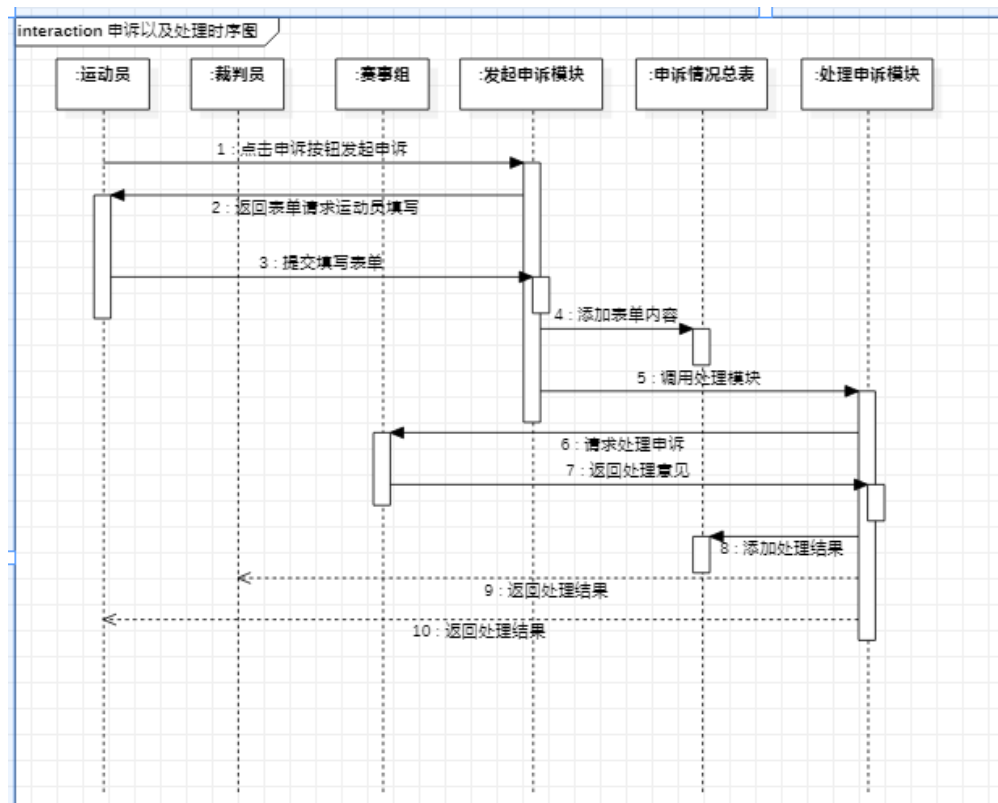 interaction 申诉以及处理时序图
:运动员
:裁判员
:赛事组
:发起申诉模块
:申诉情况总表
:处理申诉模块
1 : 点击申诉按钮发起申诉
2 : 返回表单请求运动员填写
3 : 提交填写表单
4 : 添加表单内容
5 : 调用处理模块
6 : 请求处理申诉
7 : 返回处理意见
8 : 添加处理结果
9 : 返回处理结果
10 : 返回处理结果